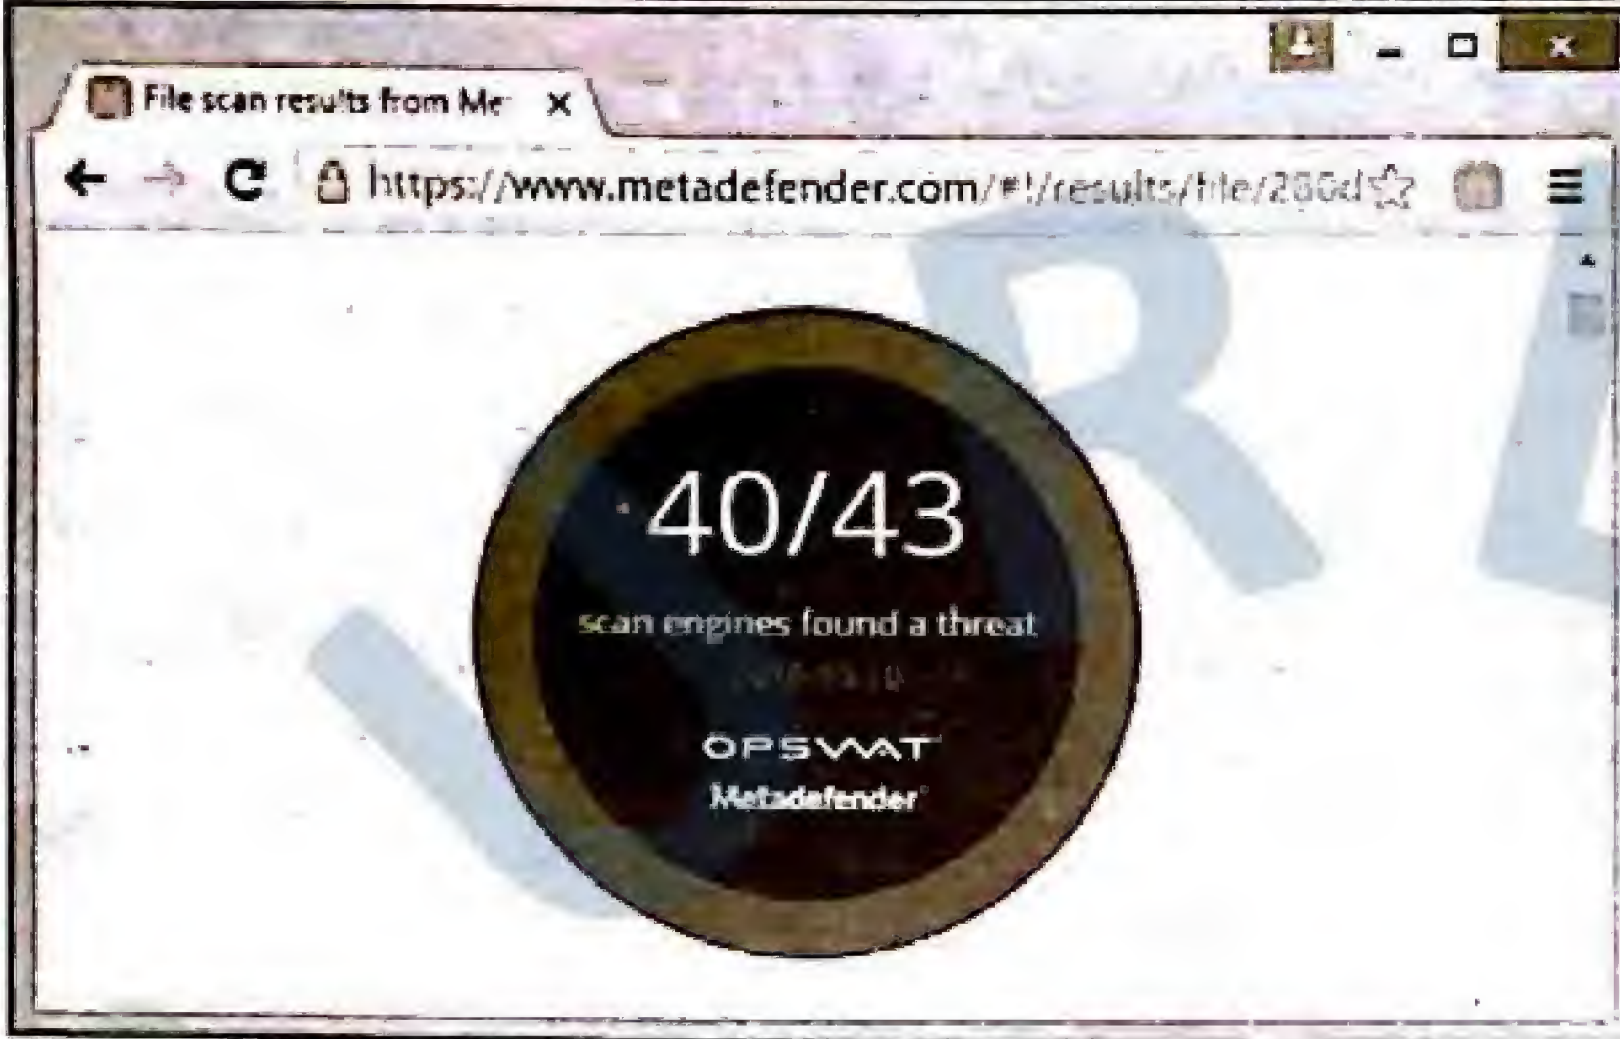 File scan results from Me
https://www.metadefender.com/#!/results/file/280d
40/43
scan engines found a threat
OPSWAT
Metadefender